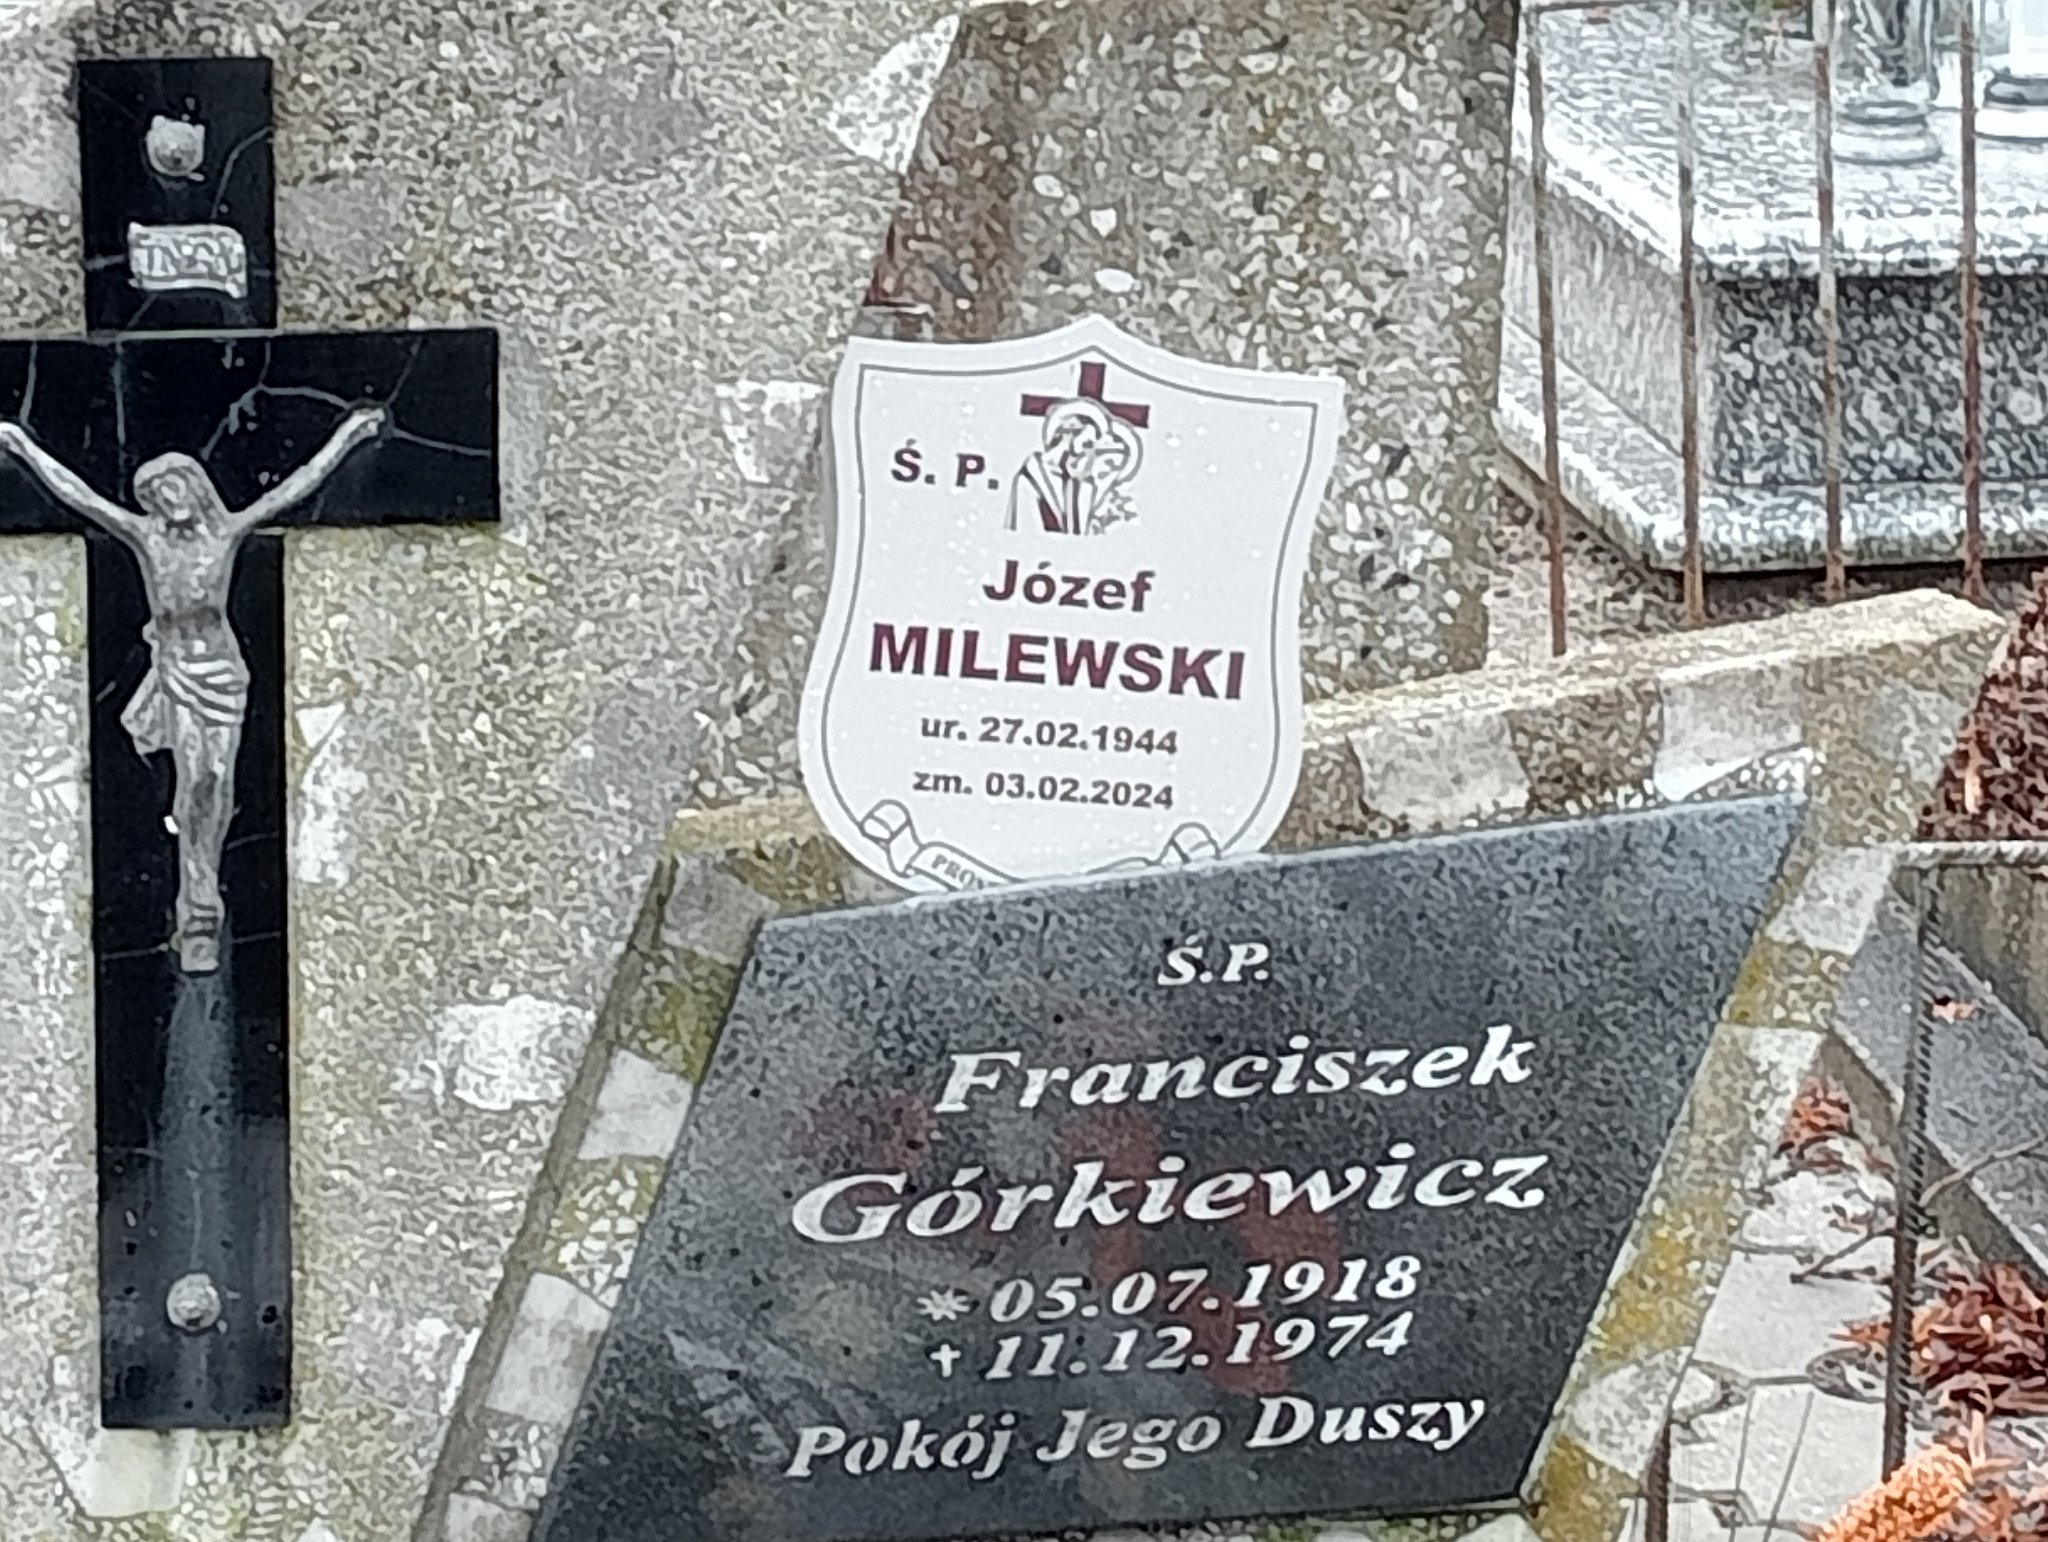 Ś. P.
Józef
MILEWSKI
ur. 27.02.1944
zm. 03.02.2024
Ś.P.
Franciszek
Górkiewicz
05.07.1918
✝ 11.12.1974
Pokój Jego Duszy